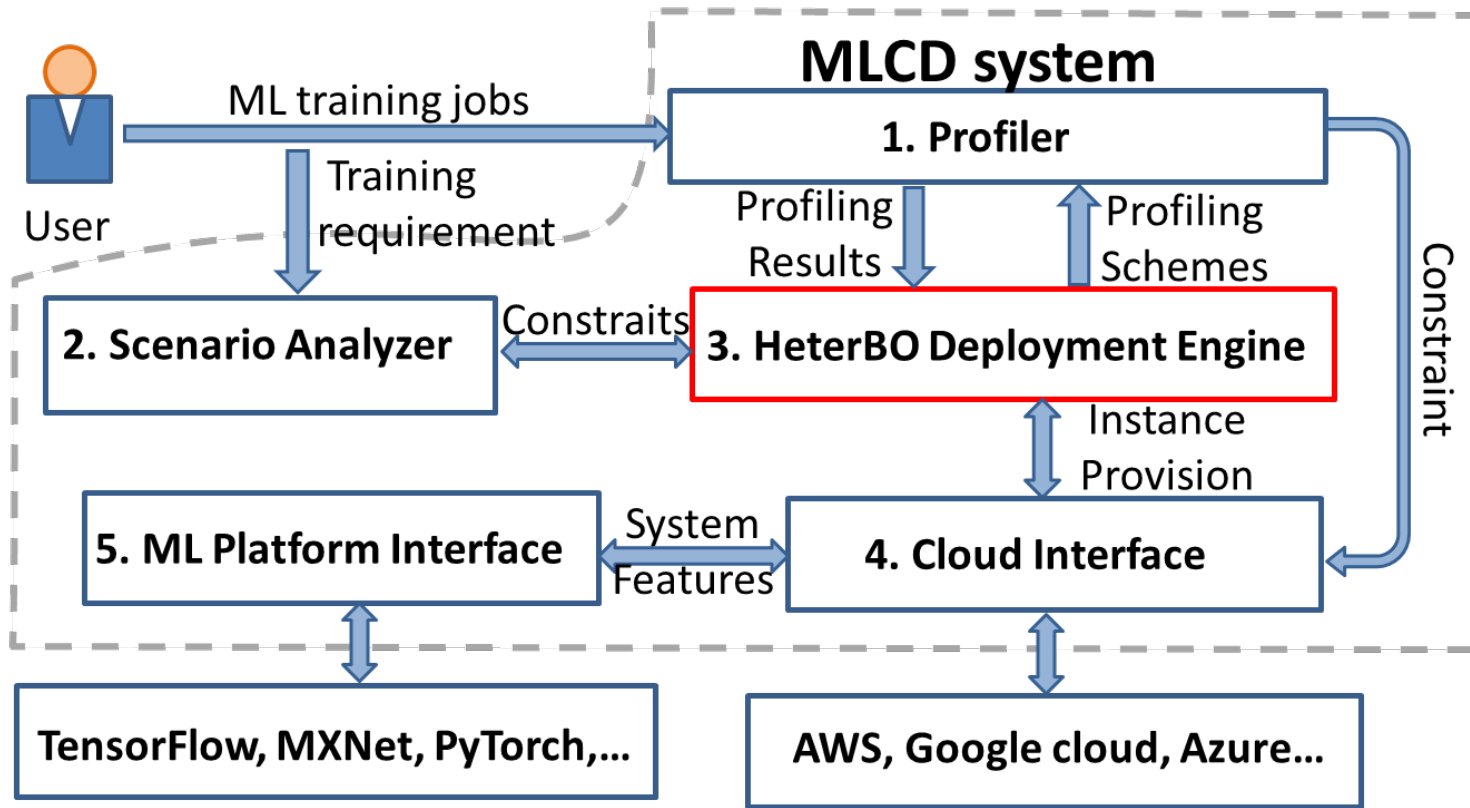 MLCD system
ML training jobs
1. Profiler
User
Training
requirement
Profiling
Results
Profiling
Schemes
Constraint
2. Scenario Analyzer
Constraits
3. HeterBO Deployment Engine
Instance
Provision
5. ML Platform Interface
System
Features
4. Cloud Interface
TensorFlow, MXNet, PyTorch,...
AWS, Google cloud, Azure...